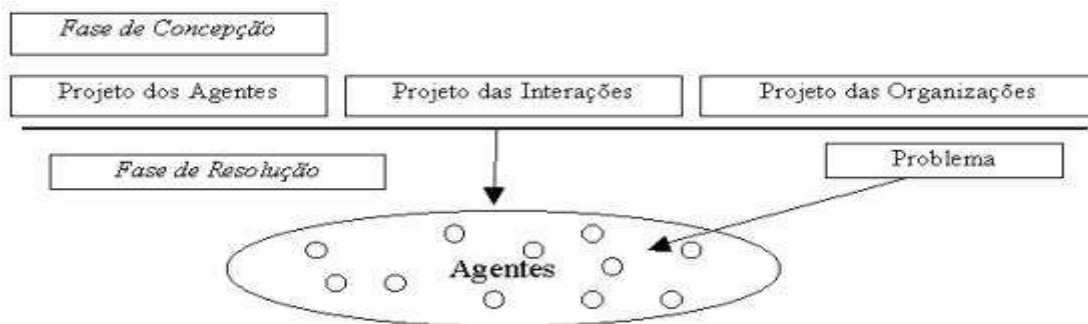 Fase de Concepção
Projeto dos Agentes
Projeto das Interações
Projeto das Organizações
Fase de Resolução
Problema
Agentes